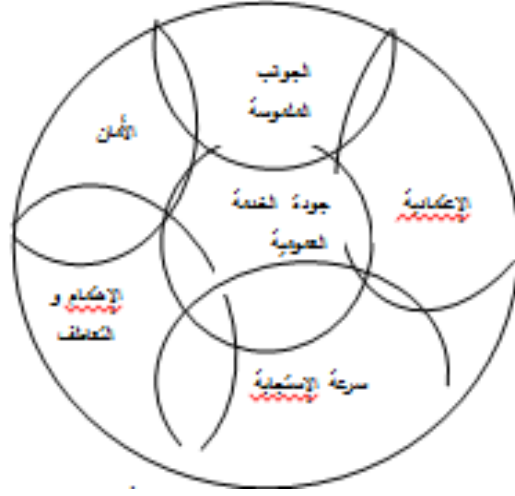 الجوانب
الملموسة
الأمان
الإعتمادية
جودة الخدمة
العمومية
الإهتمام و
التعاطف
سرعة الإستجابة